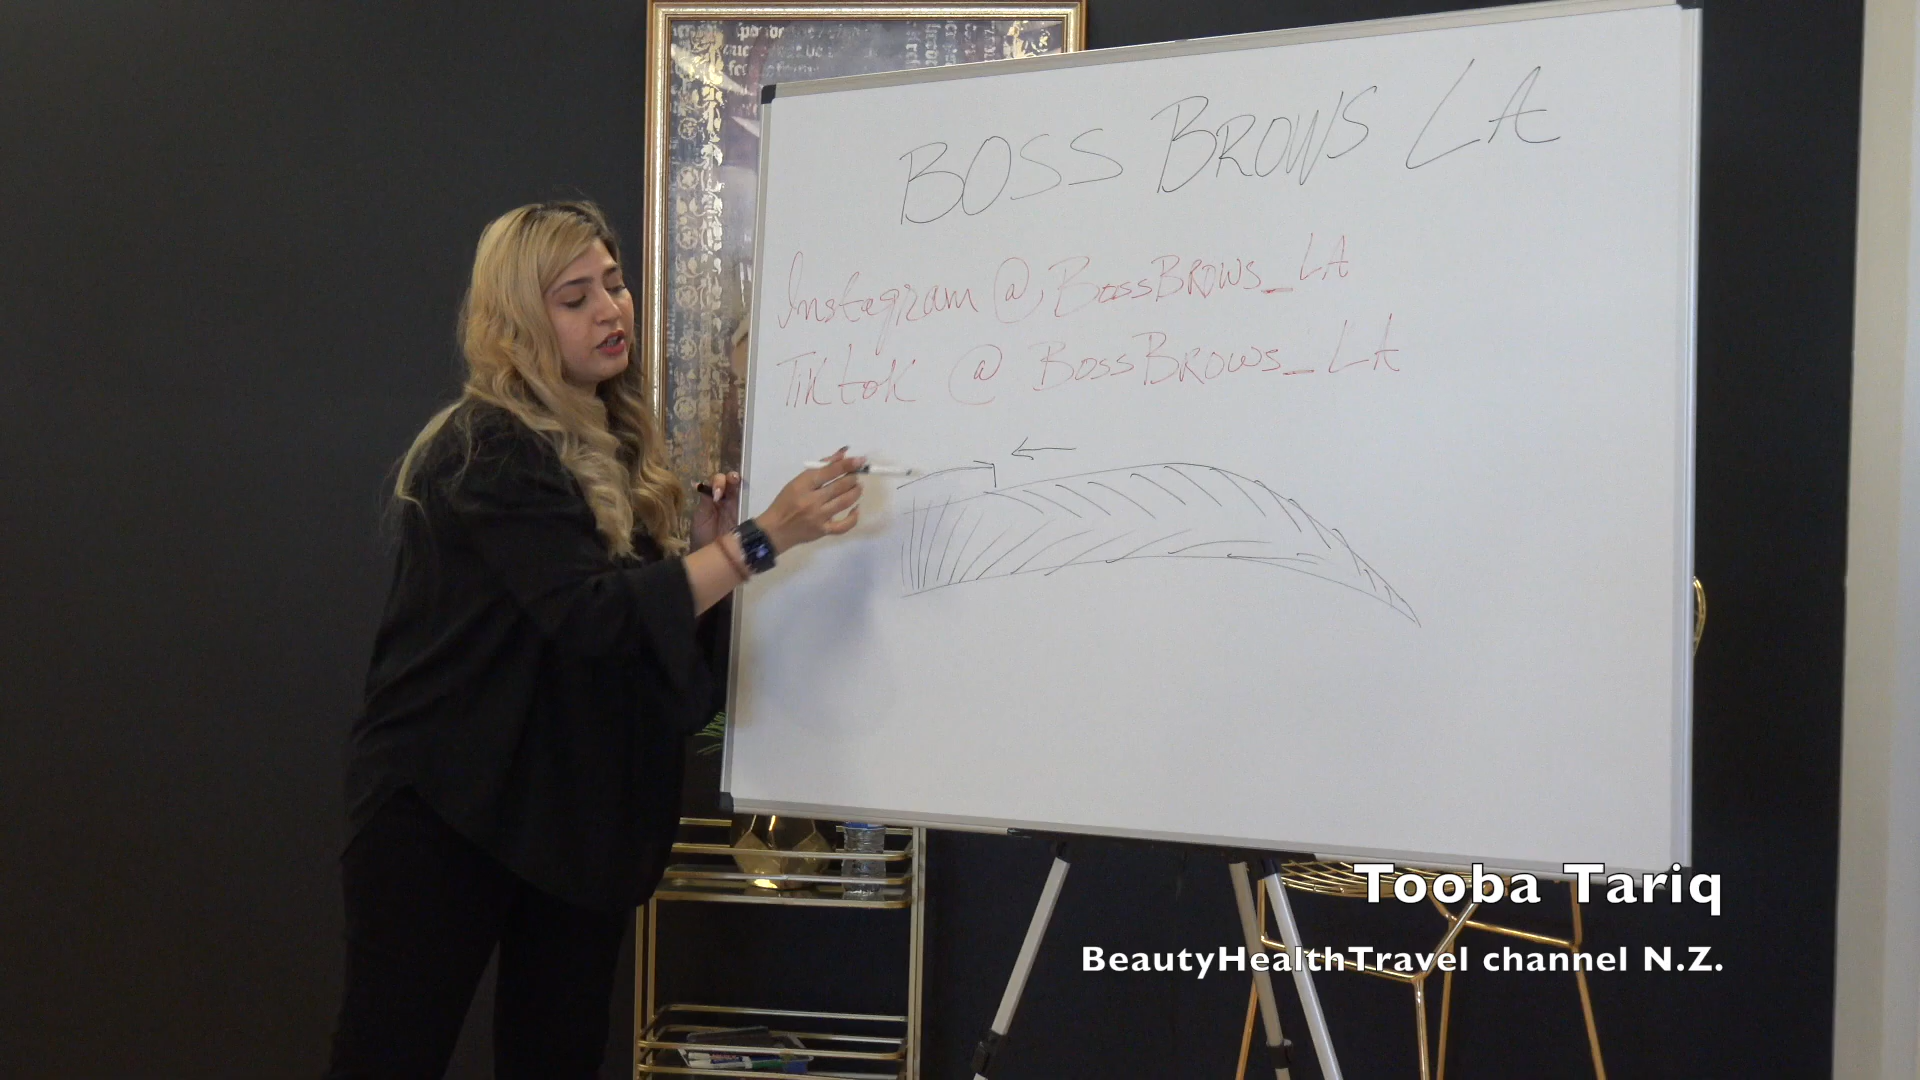 BOSS BROWS LA
Instagram @ BossBROWS_LA
TikTok @ BossBROWS_LA
Tooba Tariq
BeautyHealthTravel channel N.Z.